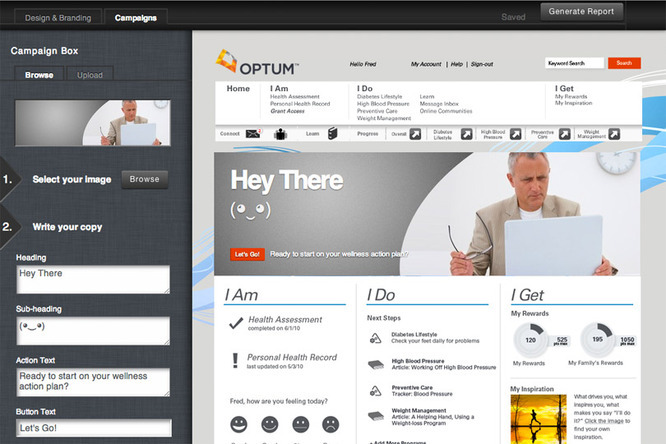 Design & Branding
Campaigns
Saved
Generate Report
Campaign Box
Browse
Upload
1.
Select your image
Browse
2.
Write your copy
Heading
Hey There
Sub-heading
(•‿•)
Action Text
Ready to start on your wellness
action plan?
Button Text
Let's Go!
OPTUM™
Hello Fred
My Account | Help | Sign-out
Keyword Search
Search
Home
I Am
Health Assessment
Personal Health Record
Grant Access
I Do
Diabetes Lifestyle
High Blood Pressure
Preventive Care
Weight Management
Learn
Message Inbox
Online Communities
I Get
My Rewards
My Inspiration
Connect
Learn
Progress
Overall
Diabetes
Lifestyle
High Blood
Pressure
Preventive
Care
Weight
Management
Hey There
(•‿•)
Let's Go!
Ready to start on your wellness action plan?
I Am
Health Assessment
completed on 6/1/10
Personal Health Record
last updated on 5/3/10
Fred, how are you feeling today?
I Do
Next Steps
Diabetes Lifestyle
Check your feet daily for problems
High Blood Pressure
Article: Working Off High Blood Pressure
Preventive Care
Tracker: Blood Pressure
Weight Management
Article: A Helping Hand, Using a
Weight-loss Program
Add More Programs
I Get
My Rewards
120
525
pts max
195
1050
pts max
My Rewards
My Family's Rewards
My Inspiration
What drives you, what
inspires you, what
makes you say "I'll do
it?" Click the image to
find your own
inspiration.